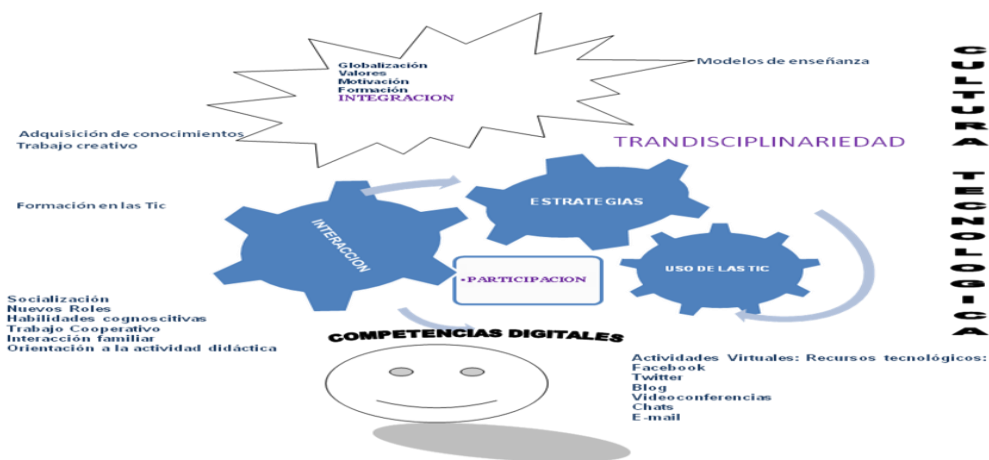 Globalización
Valores
Motivación
Formación
INTEGRACION
Modelos de enseñanza
CULTURA TECNOLOGICA
Adquisición de conocimientos
Trabajo creativo
TRANDISCIPLINARIEDAD
Formación en las Tic
ESTRATEGIAS
INTERACCION
USO DE LAS TIC
•PARTICIPACION
Socialización
Nuevos Roles
Habilidades cognoscitivas
Trabajo Cooperativo
Interacción familiar
Orientación a la actividad didáctica
COMPETENCIAS DIGITALES
Actividades Virtuales: Recursos tecnológicos:
Facebook
Twitter
Blog
Videoconferencias
Chats
E-mail